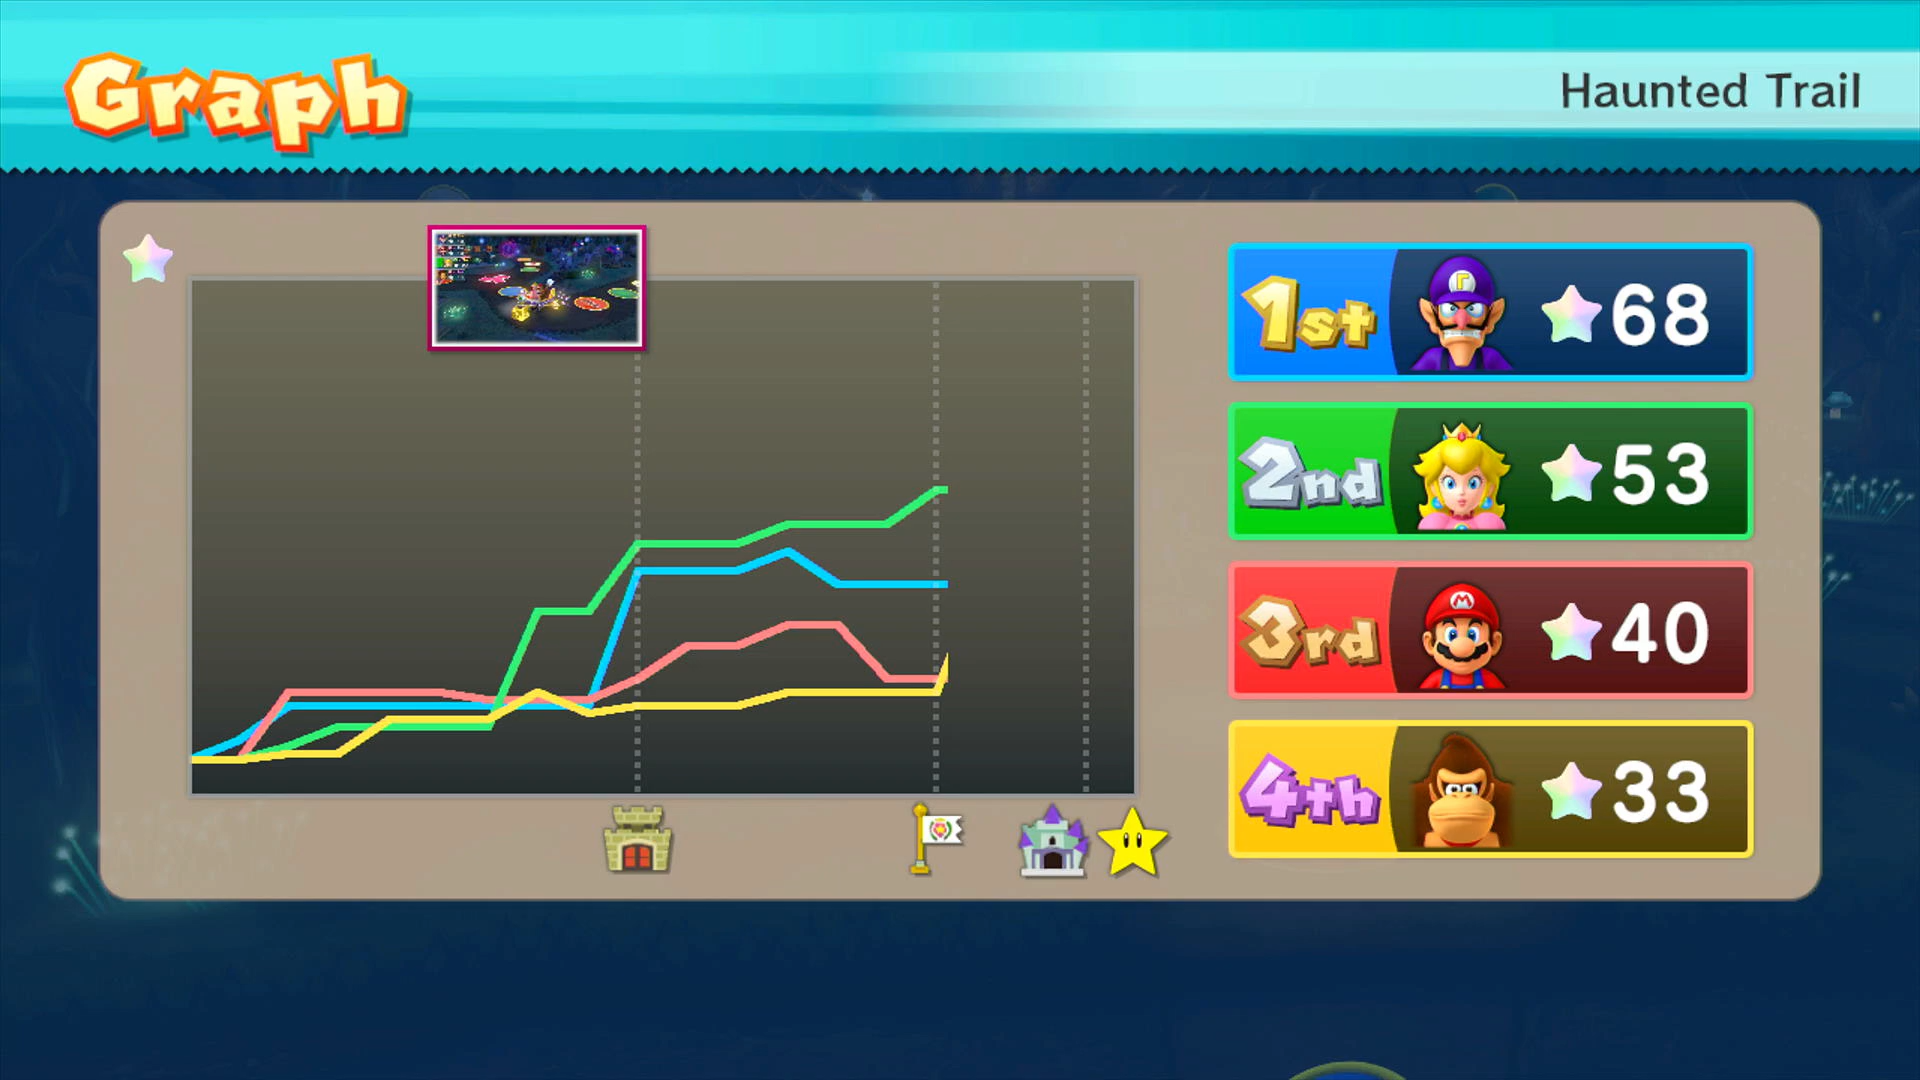 Graph
Haunted Trail
1st 68
2nd 53
3rd M 40
4th 33